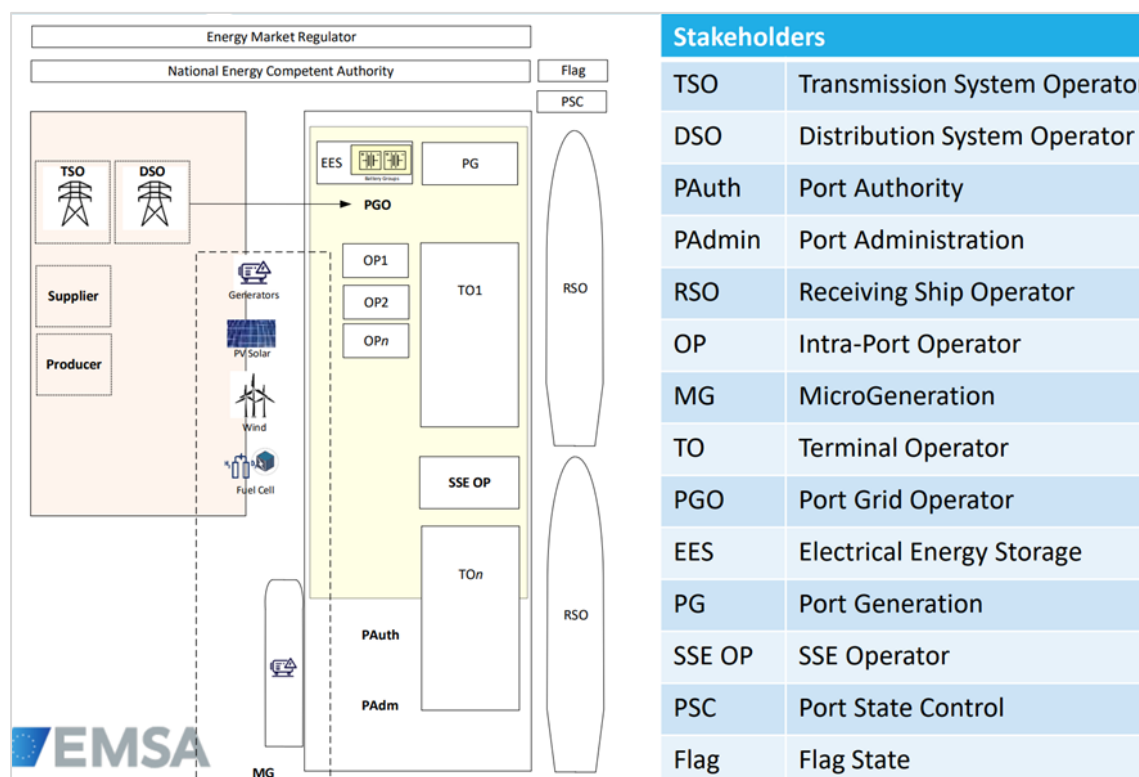 Energy Market Regulator
National Energy Competent Authority
Flag
PSC
TSO
DSO
EES
Battery Groups
PG
PGO
Supplier
Producer
Generators
PV Solar
Wind
Fuel Cell
OP1
OP2
OPn
TO1
RSO
SSE OP
TOn
RSO
PAuth
PAdm
MG
EMSA
Stakeholders
TSO Transmission System Operato
DSO Distribution System Operator
PAuth Port Authority
PAdmin Port Administration
RSO Receiving Ship Operator
OP Intra-Port Operator
MG MicroGeneration
TO Terminal Operator
PGO Port Grid Operator
EES Electrical Energy Storage
PG Port Generation
SSE OP SSE Operator
PSC Port State Control
Flag Flag State